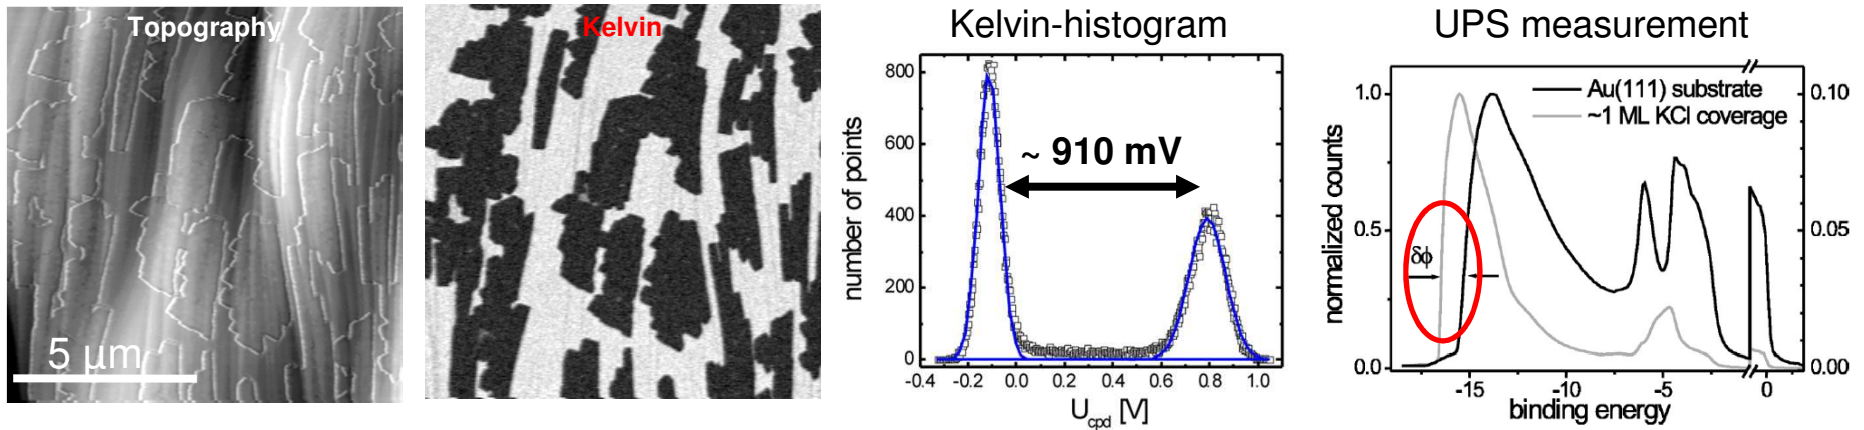 Topography
5 µm
Kelvin
Kelvin-histogram
number of points
800
600
400
200
0
~ 910 mV
-0.4 -0.2 0.0 0.2 0.4 0.6 0.8 1.0
U_cpd [V]
UPS measurement
normalized counts
1.0
0.5
0.0
Au(111) substrate
~1 ML KCl coverage
δϕ
0.10
0.05
0.00
-15 -10 -5 0
binding energy